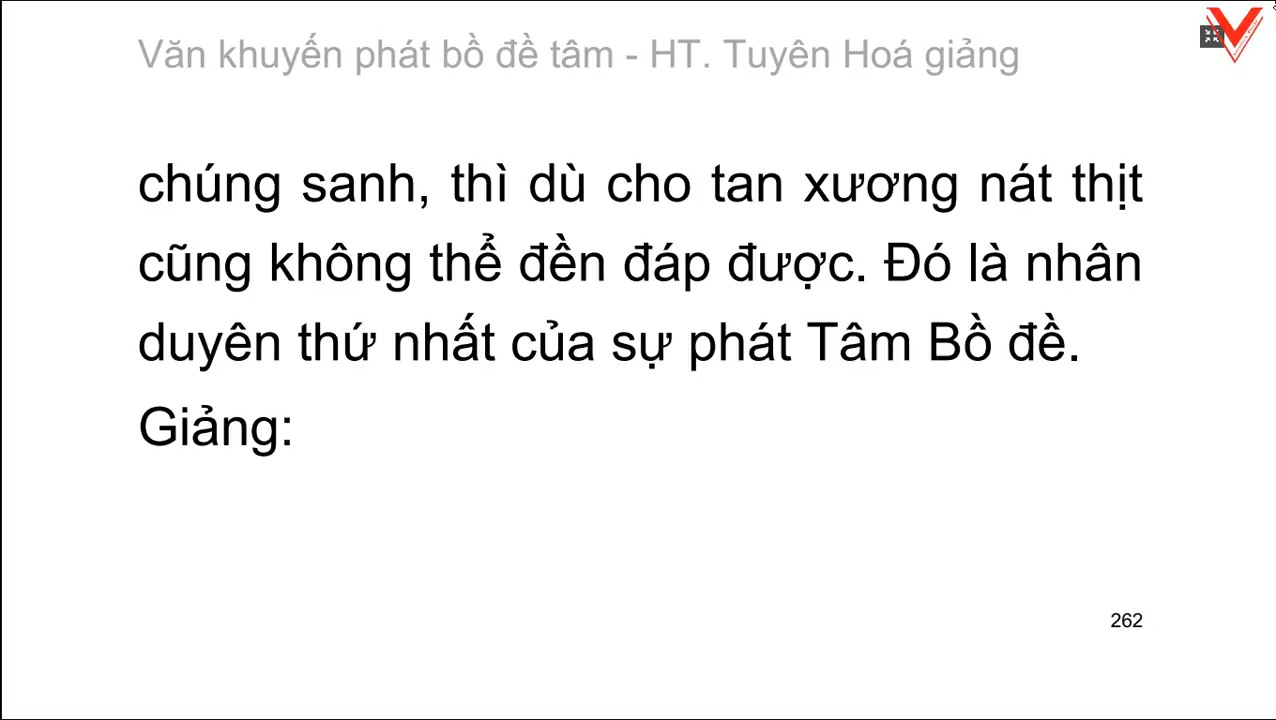 Văn khuyến phát bồ đề tâm - HT. Tuyên Hoá giảng
chúng sanh, thì dù cho tan xương nát thịt
cũng không thể đền đáp được. Đó là nhân
duyên thứ nhất của sự phát Tâm Bồ đề.
Giảng:
262